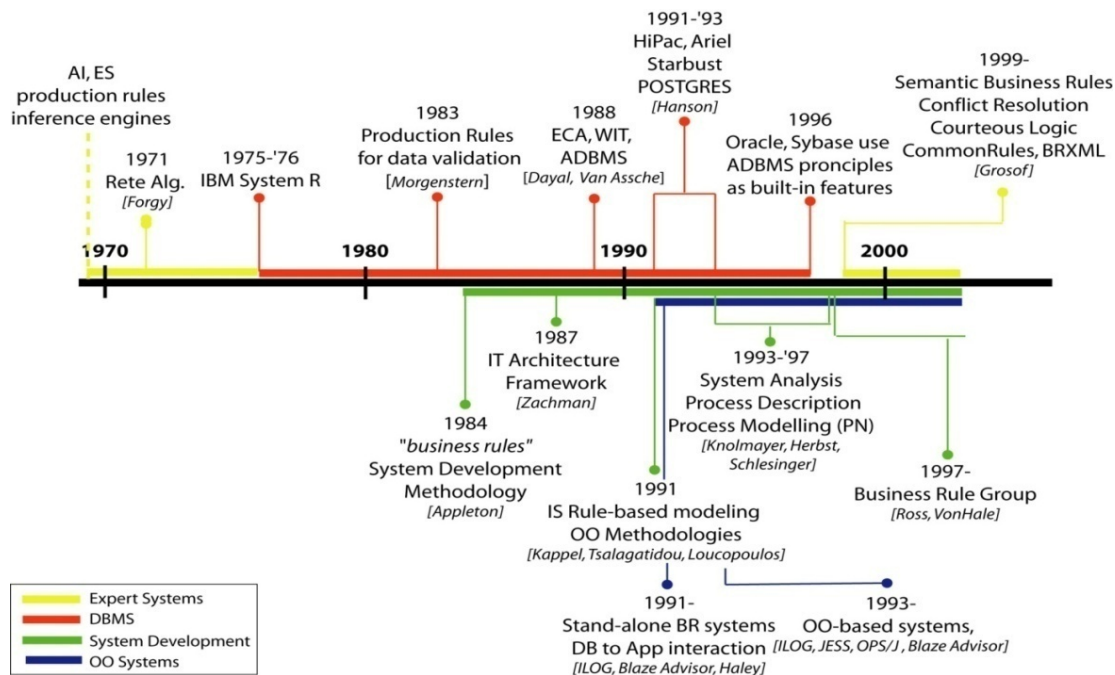 AI, ES
production rules
inference engines
1971
Rete Alg.
[Forgy]
1975-'76
IBM System R
1983
Production Rules
for data validation
[Morgenstern]
1988
ECA, WIT,
ADBMS
[Dayal, Van Assche]
1991-'93
HiPac, Ariel
Starbust
POSTGRES
[Hanson]
1996
Oracle, Sybase use
ADBMS pronciples
as built-in features
1999-
Semantic Business Rules
Conflict Resolution
Courteous Logic
CommonRules, BRXML
[Grosof]
1970
1980
1990
2000
1984
"business rules"
System Development
Methodology
[Appleton]
1987
IT Architecture
Framework
[Zachman]
1991
IS Rule-based modeling
OO Methodologies
[Kappel, Tsalagatidou, Loucopoulos]
1993-'97
System Analysis
Process Description
Process Modelling (PN)
[Knolmayer, Herbst,
Schlesinger]
1997-
Business Rule Group
[Ross, VonHale]
1991-
Stand-alone BR systems
DB to App interaction
[ILOG, Blaze Advisor, Haley]
1993-
OO-based systems,
[ILOG, JESS, OPS/J , Blaze Advisor]
Expert Systems
DBMS
System Development
OO Systems